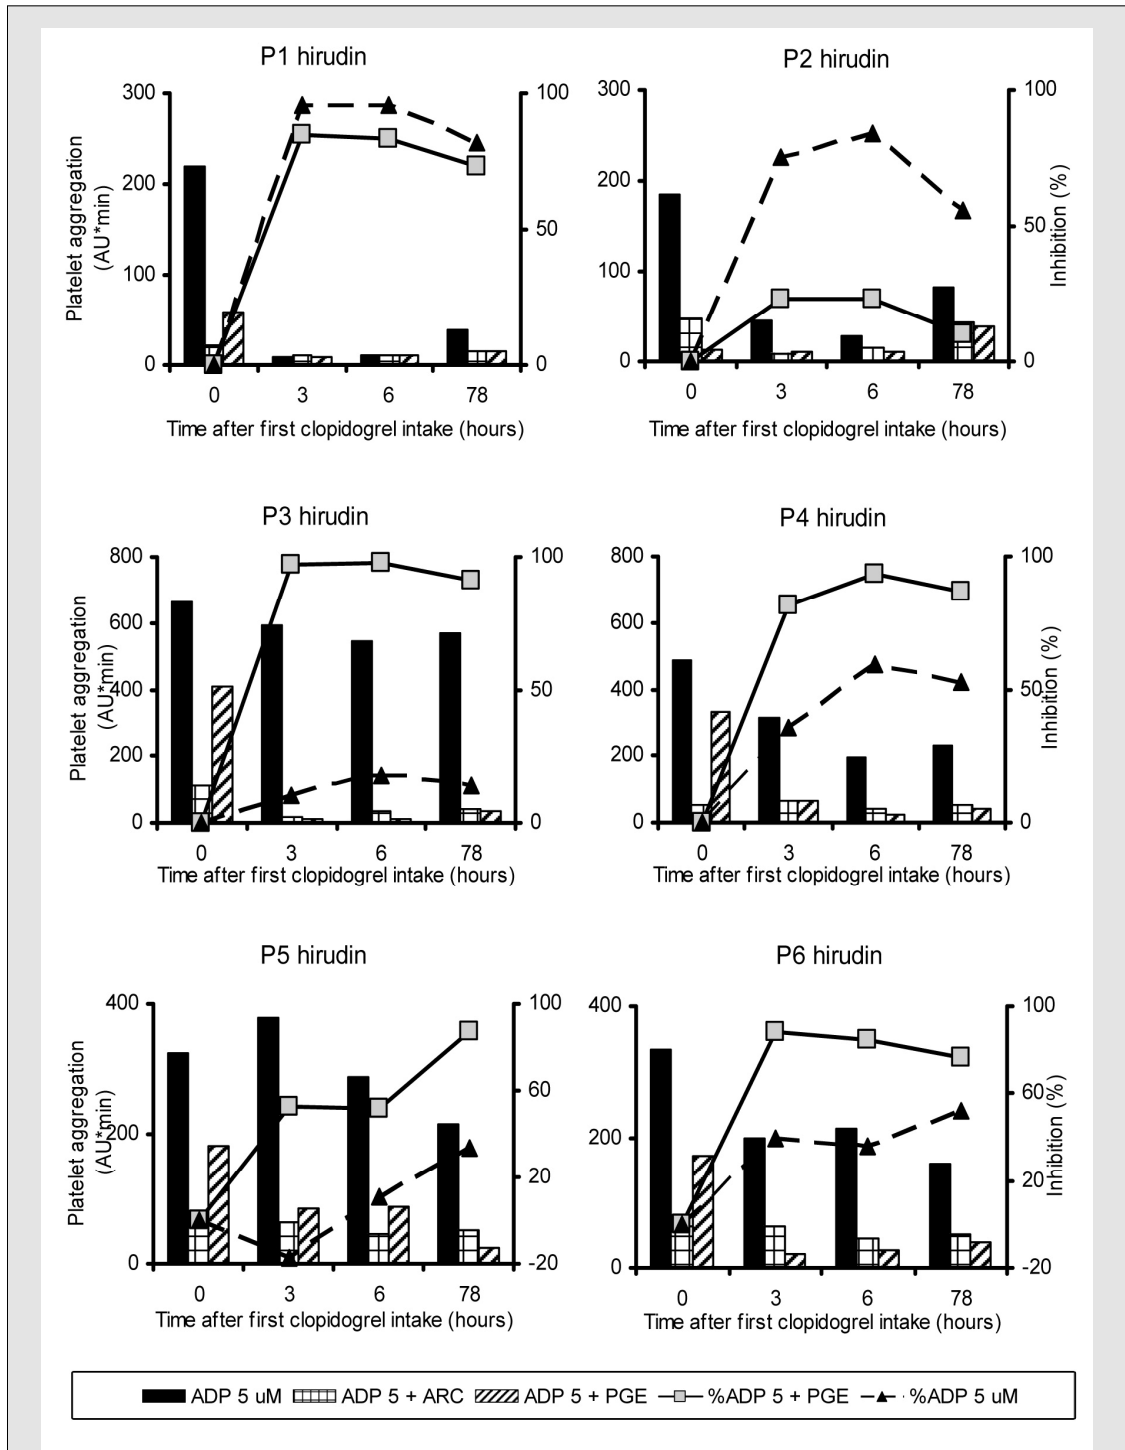 P1 hirudin
P2 hirudin
300
200
100
0
100
50
0
Platelet aggregation
(AU*min)
0 3 6 78
Time after first clopidogrel intake (hours)
300
200
100
0
100
50
0
Inhibition (%)
0 3 6 78
Time after first clopidogrel intake (hours)
P3 hirudin
P4 hirudin
800
600
400
200
0
100
50
0
Platelet aggregation
(AU*min)
0 3 6 78
Time after first clopidogrel intake (hours)
800
600
400
200
0
100
50
0
Inhibition (%)
0 3 6 78
Time after first clopidogrel intake (hours)
P5 hirudin
P6 hirudin
400
200
0
100
60
20
-20
Platelet aggregation
(AU*min)
0 3 6 78
Time after first clopidogrel intake (hours)
400
200
0
100
60
20
-20
Inhibition (%)
0 3 6 78
Time after first clopidogrel intake (hours)
ADP 5 uM ADP 5 + ARC ADP 5 + PGE %ADP 5 + PGE %ADP 5 uM